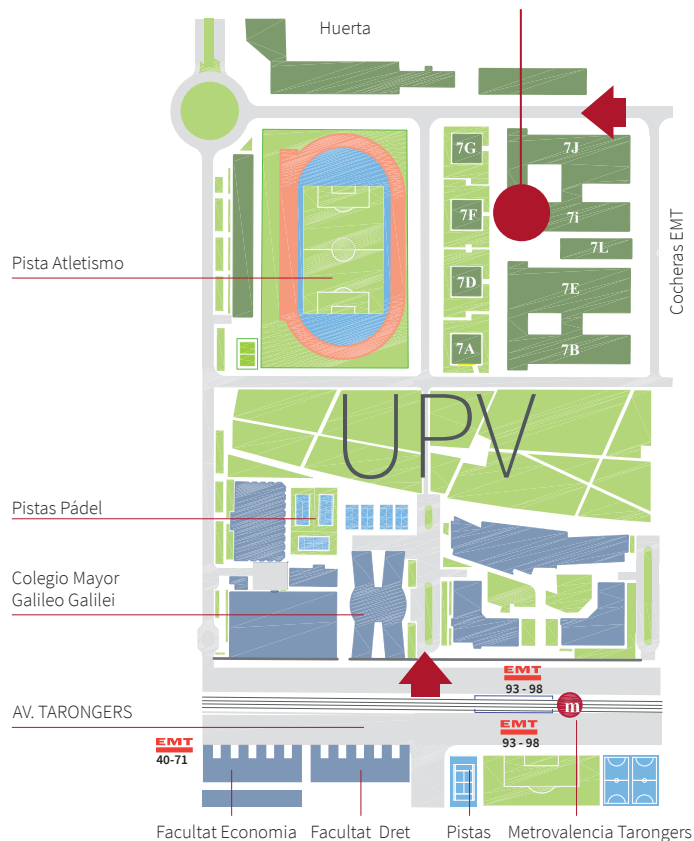 Huerta
7G
7J
7F
7i
Cocheras EMT
7L
Pista Atletismo
7D
7E
7A
7B
UPV
Pistas Pádel
Colegio Mayor
Galileo Galilei
EMT
93 - 98
m
AV. TARONGERS
EMT
93 - 98
EMT
40-71
Facultat Economia
Facultat Dret
Pistas
Metrovalencia Tarongers